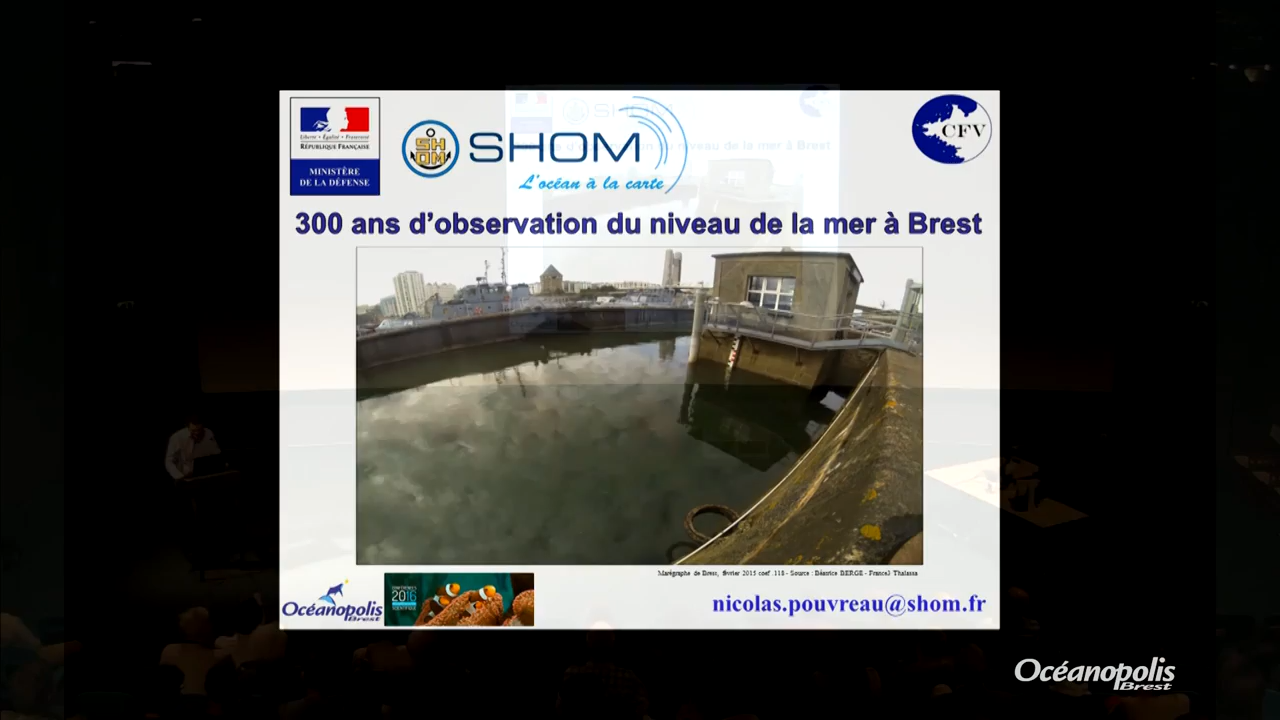 Liberté • Égalité • Fraternité
RÉPUBLIQUE FRANÇAISE
MINISTÈRE
DE LA DÉFENSE
SH
OM
SHOM
L'océan à la carte
CFV
300 ans d'observation du niveau de la mer à Brest
Marégraphe de Brest, février 2015 coef .118 - Source : Béatrice BERGE - France3 Thalassa
Océanopolis
Brest
2016
nicolas.pouvreau@shom.fr
Océanopolis
Brest